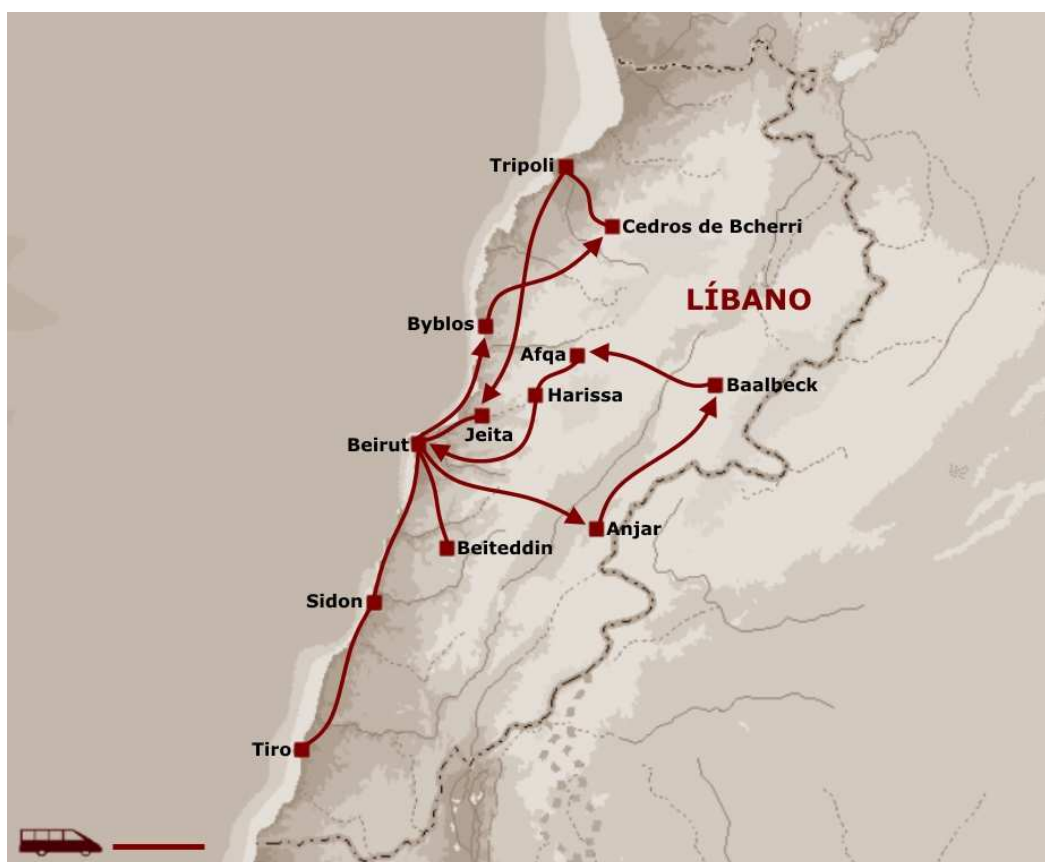 Tripoli
Cedros de Bcherri
LÍBANO
Byblos
Afqa
Baalbeck
Harissa
Jeita
Beirut
Anjar
Beiteddin
Sidon
Tiro